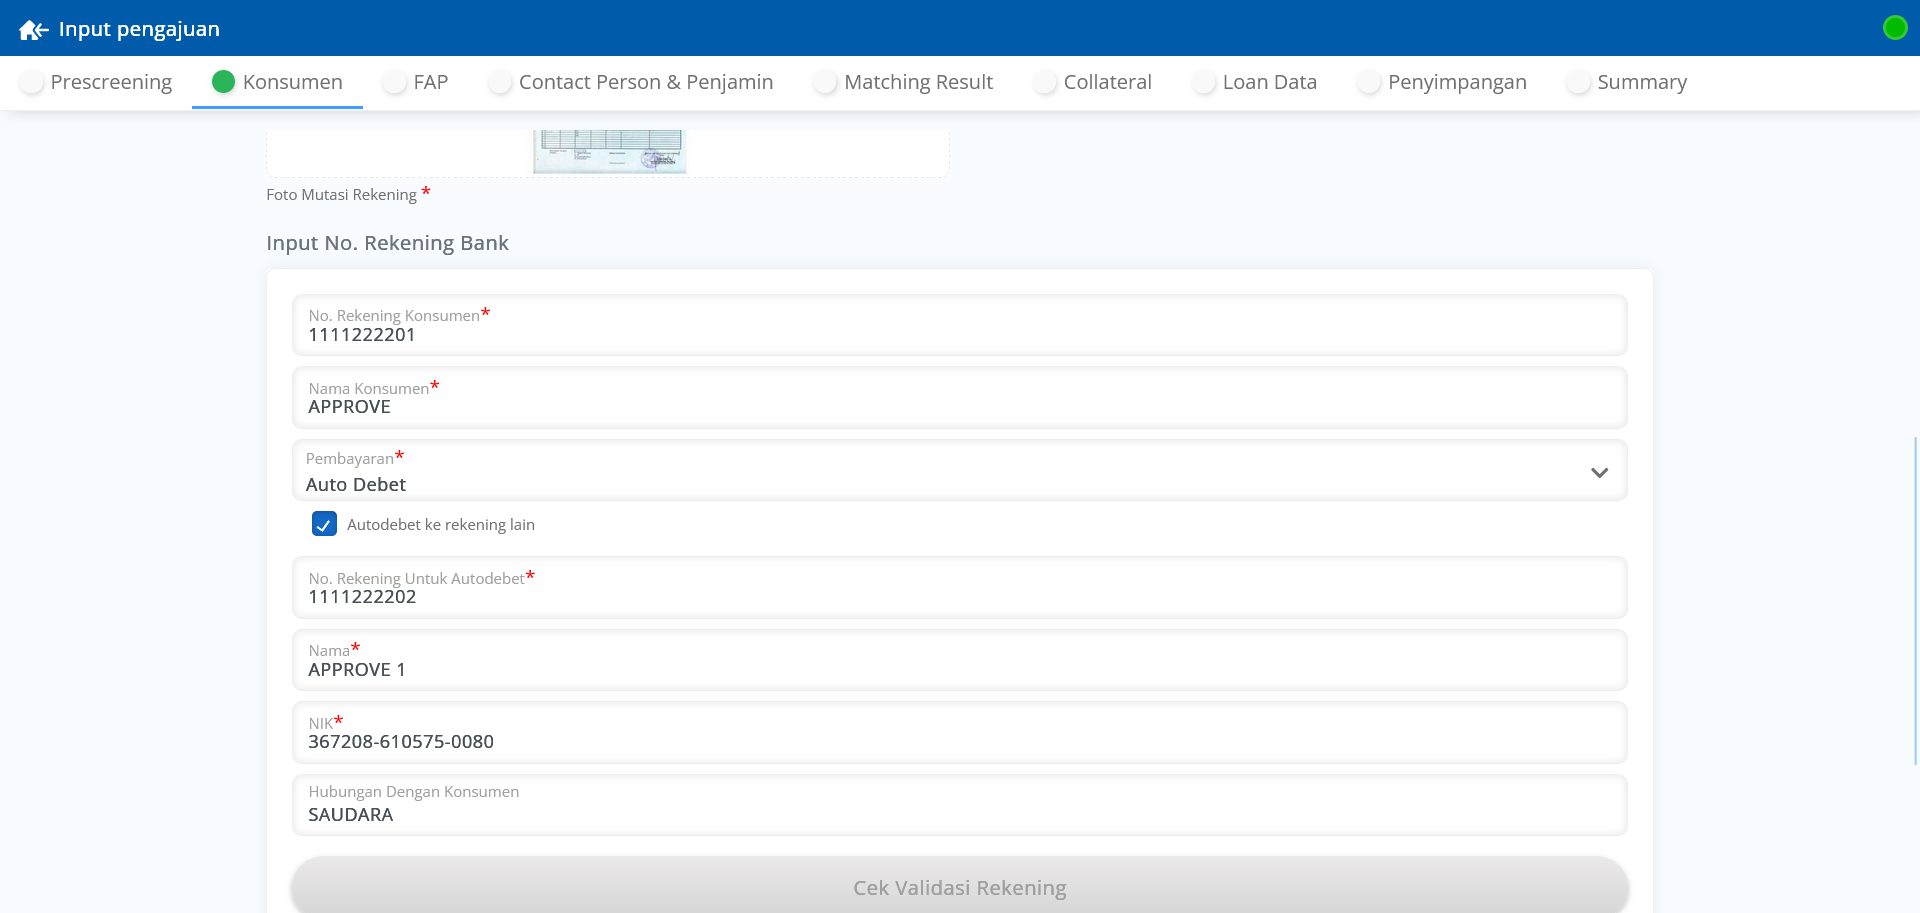 Input pengajuan
Prescreening Konsumen FAP Contact Person & Penjamin Matching Result Collateral Loan Data Penyimpangan Summary
Foto Mutasi Rekening *
Input No. Rekening Bank
No. Rekening Konsumen*
1111222201
Nama Konsumen*
APPROVE
Pembayaran*
Auto Debet
Autodebet ke rekening lain
No. Rekening Untuk Autodebet*
1111222202
Nama*
APPROVE 1
NIK*
367208-610575-0080
Hubungan Dengan Konsumen
SAUDARA
Cek Validasi Rekening